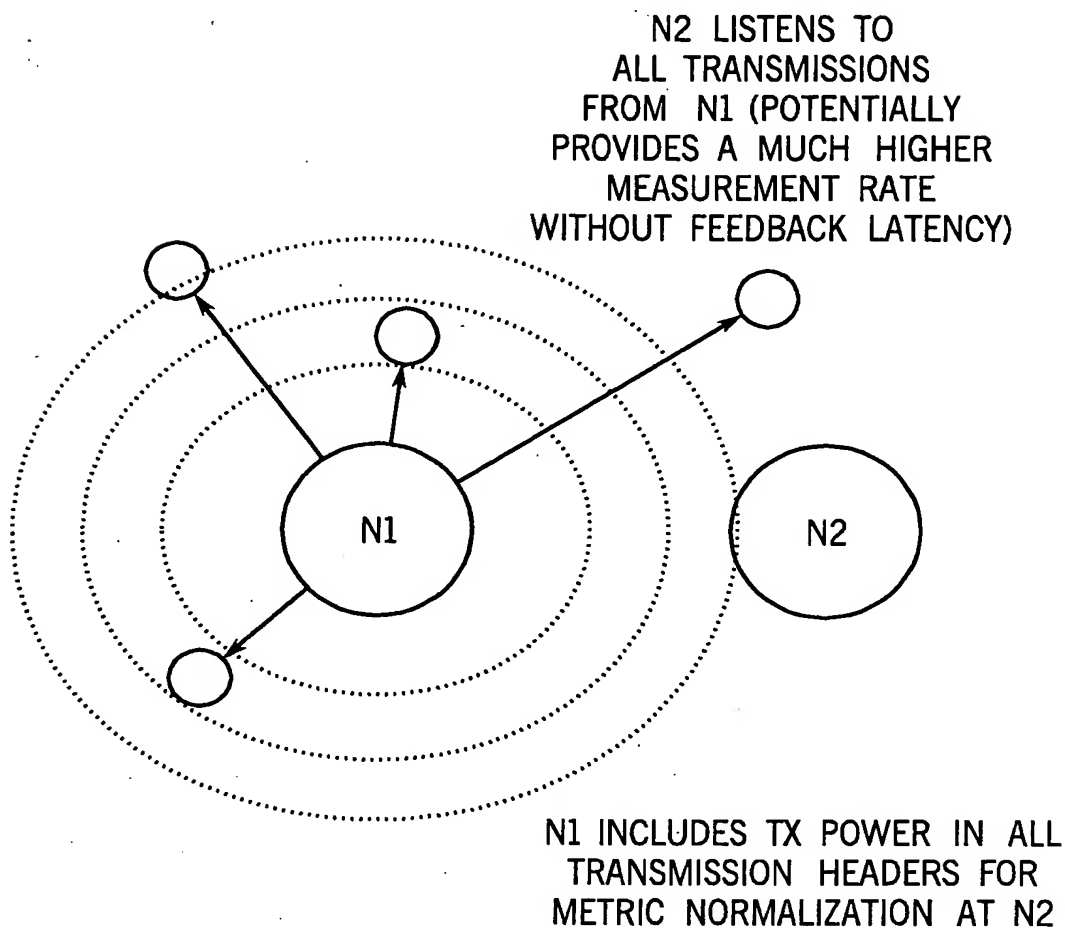 N2 LISTENS TO
ALL TRANSMISSIONS
FROM N1 (POTENTIALLY
PROVIDES A MUCH HIGHER
MEASUREMENT RATE
WITHOUT FEEDBACK LATENCY)
N1
N2
N1 INCLUDES TX POWER IN ALL
TRANSMISSION HEADERS FOR
METRIC NORMALIZATION AT N2